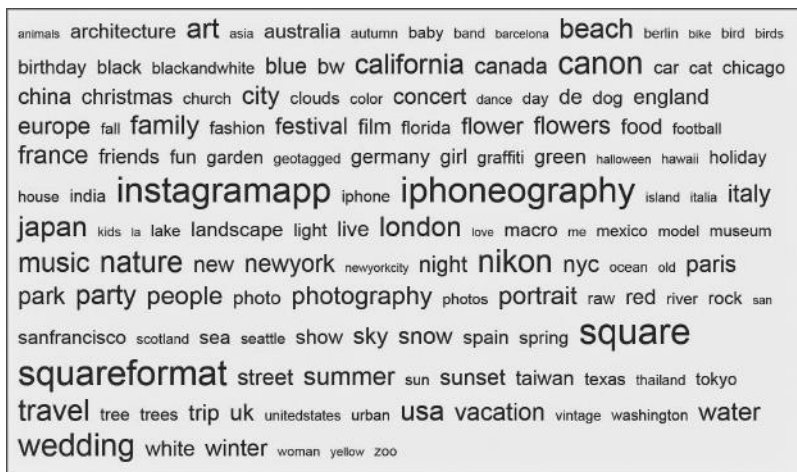 animals architecture art asia australia autumn baby band barcelona beach berlin bike bird birds
birthday black blackandwhite blue bw california canada canon car cat chicago
china christmas church city clouds color concert dance day de dog england
europe fall family fashion festival film florida flower flowers food football
france friends fun garden geotagged germany girl graffiti green halloween hawaii holiday
house india instagramapp iphone iphoneography island italia italy
japan kids la lake landscape light live london love macro me mexico model museum
music nature new newyork newyorkcity night nikon nyc ocean old paris
park party people photo photography photos portrait raw red river rock san
sanfrancisco scotland sea seattle show sky snow spain spring square
squareformat street summer sun sunset taiwan texas thailand tokyo
travel tree trees trip uk unitedstates urban usa vacation vintage washington water
wedding white winter woman yellow zoo